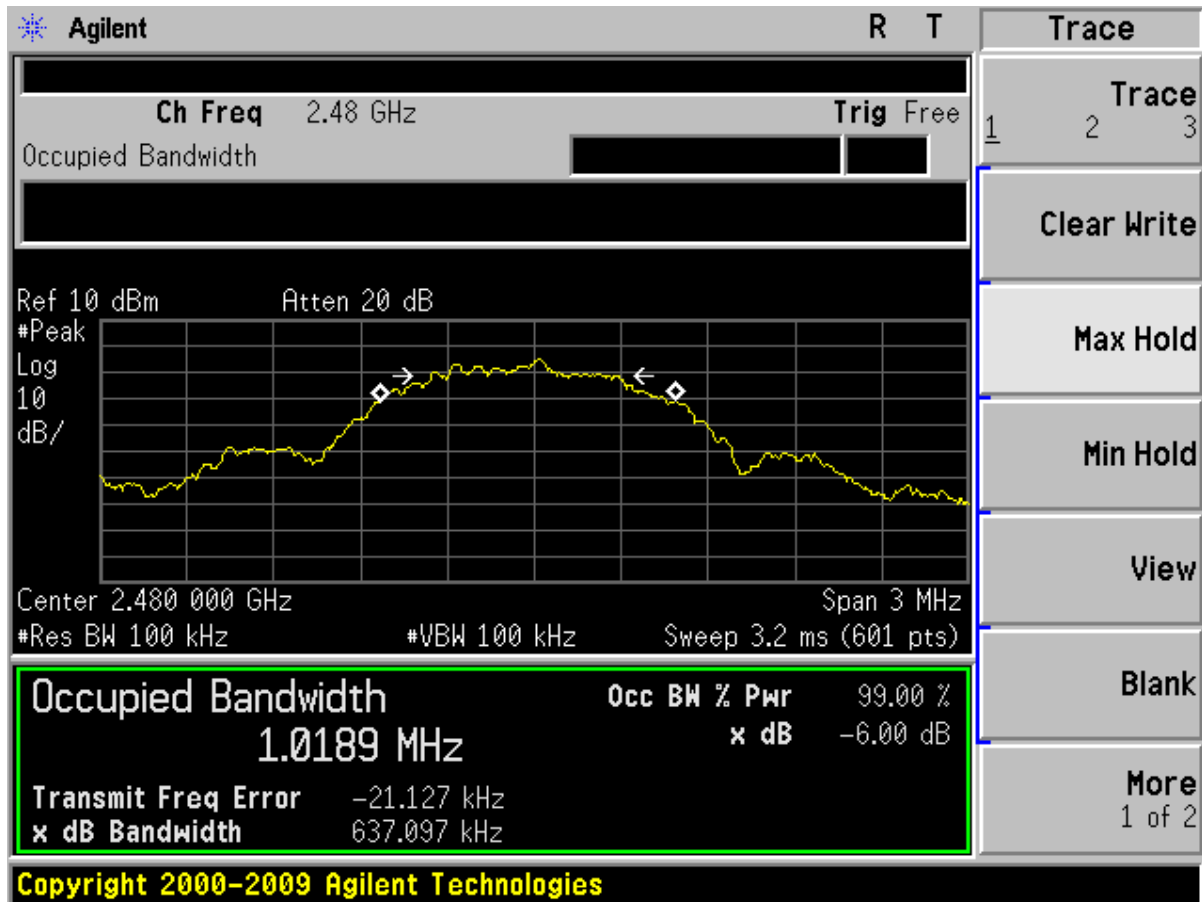 Agilent R T Trace
Ch Freq 2.48 GHz Trig Free
Occupied Bandwidth
Ref 10 dBm Atten 20 dB
#Peak
Log
10
dB/
Center 2.480 000 GHz Span 3 MHz
#Res BW 100 kHz #VBW 100 kHz Sweep 3.2 ms (601 pts)
Occupied Bandwidth Occ BW % Pwr 99.00 %
1.0189 MHz x dB -6.00 dB
Transmit Freq Error -21.127 kHz
x dB Bandwidth 637.097 kHz
Copyright 2000-2009 Agilent Technologies
Trace
1 2 3
Clear Write
Max Hold
Min Hold
View
Blank
More
1 of 2